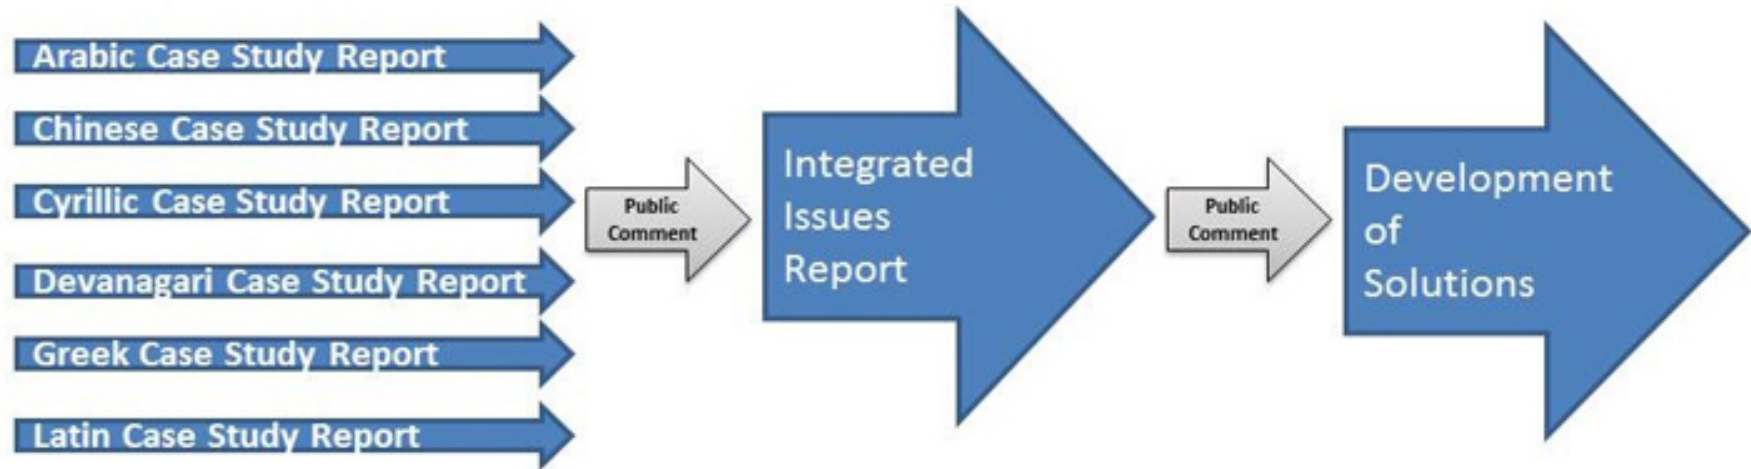 Arabic Case Study Report
Chinese Case Study Report
Cyrillic Case Study Report
Devanagari Case Study Report
Greek Case Study Report
Latin Case Study Report
Public
Comment
Integrated
Issues
Report
Public
Comment
Development
of
Solutions